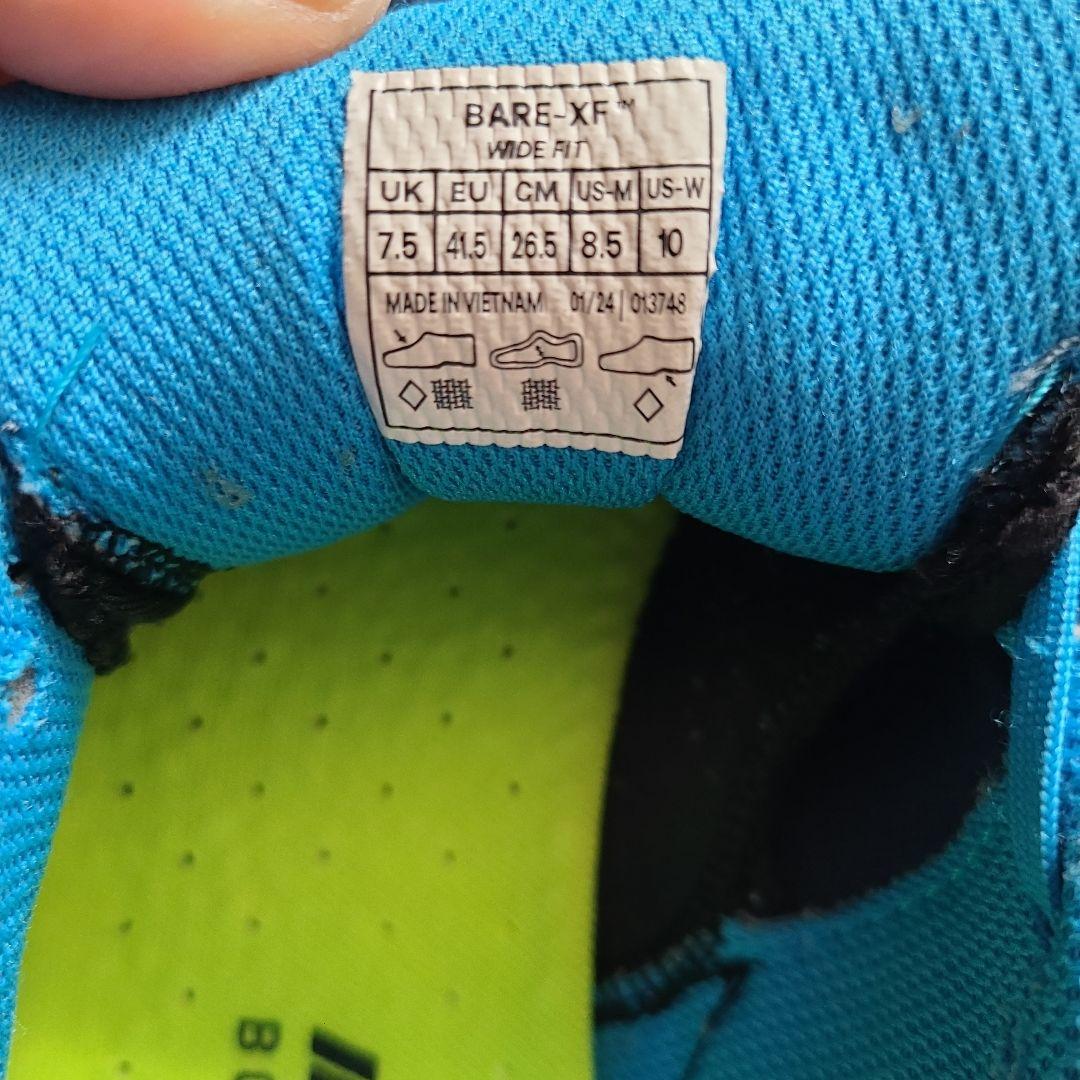 BARE-XF™
WIDE FIT
UK EU CM US-M US-W
7.5 41.5 26.5 8.5 10
MADE IN VIETNAM 01/24 | 013748